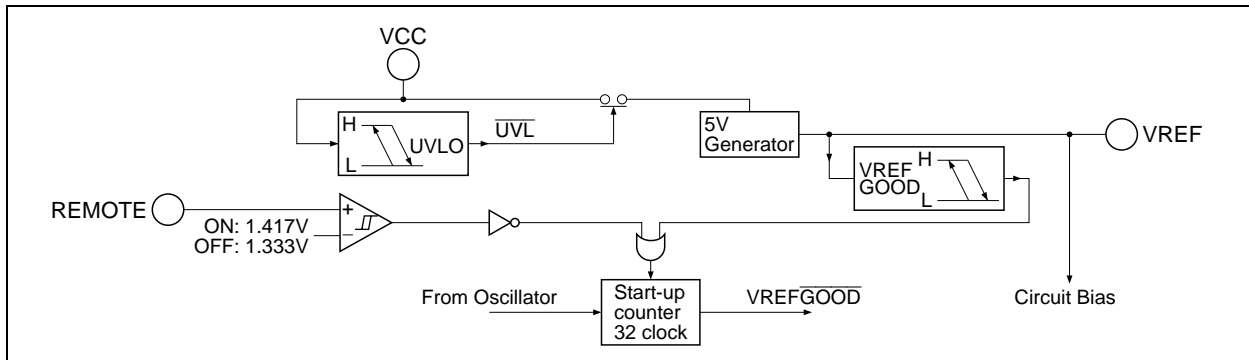 VCC
H
UVLO
L
UVL
5V
Generator
VREF
VREF
GOOD
H
L
REMOTE
ON: 1.417V
OFF: 1.333V
+
−
From Oscillator
Start-up
counter
32 clock
VREFGOOD
Circuit Bias